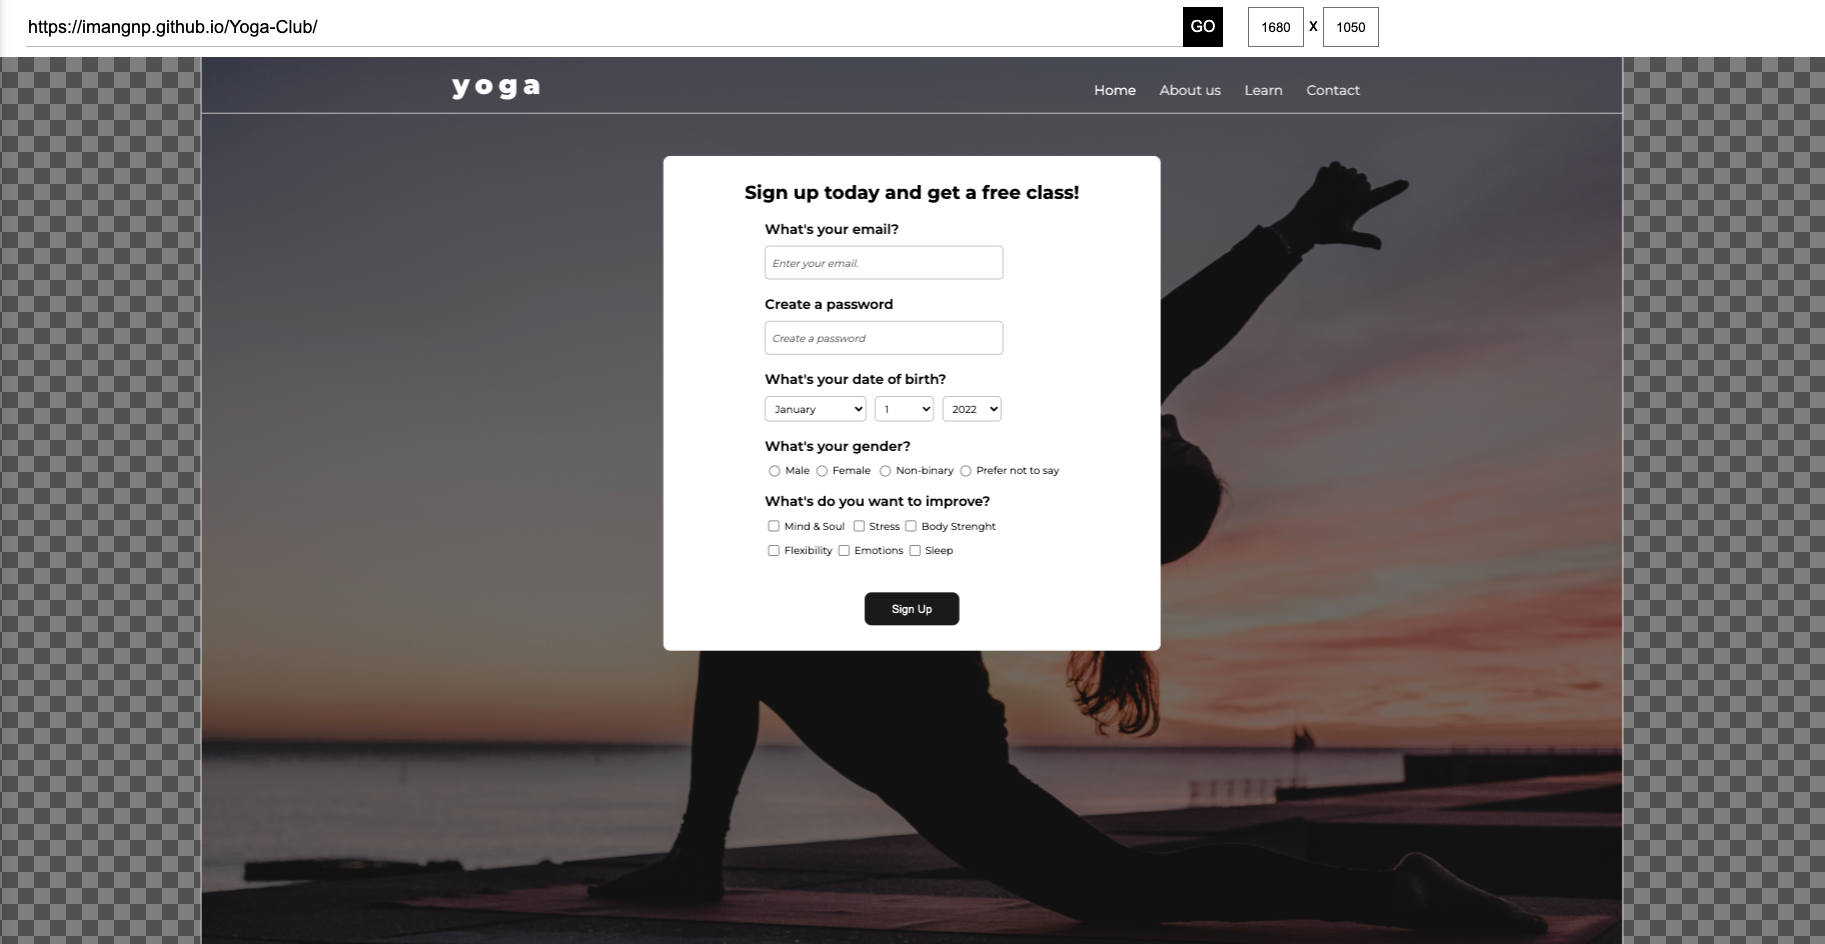 https://imangnp.github.io/Yoga-Club/ GO 1680 X 1050
yoga Home About us Learn Contact
Sign up today and get a free class!
What's your email?
Enter your email.
Create a password
Create a password
What's your date of birth?
January 1 2022
What's your gender?
Male Female Non-binary Prefer not to say
What's do you want to improve?
Mind & Soul Stress Body Strenght
Flexibility Emotions Sleep
Sign Up